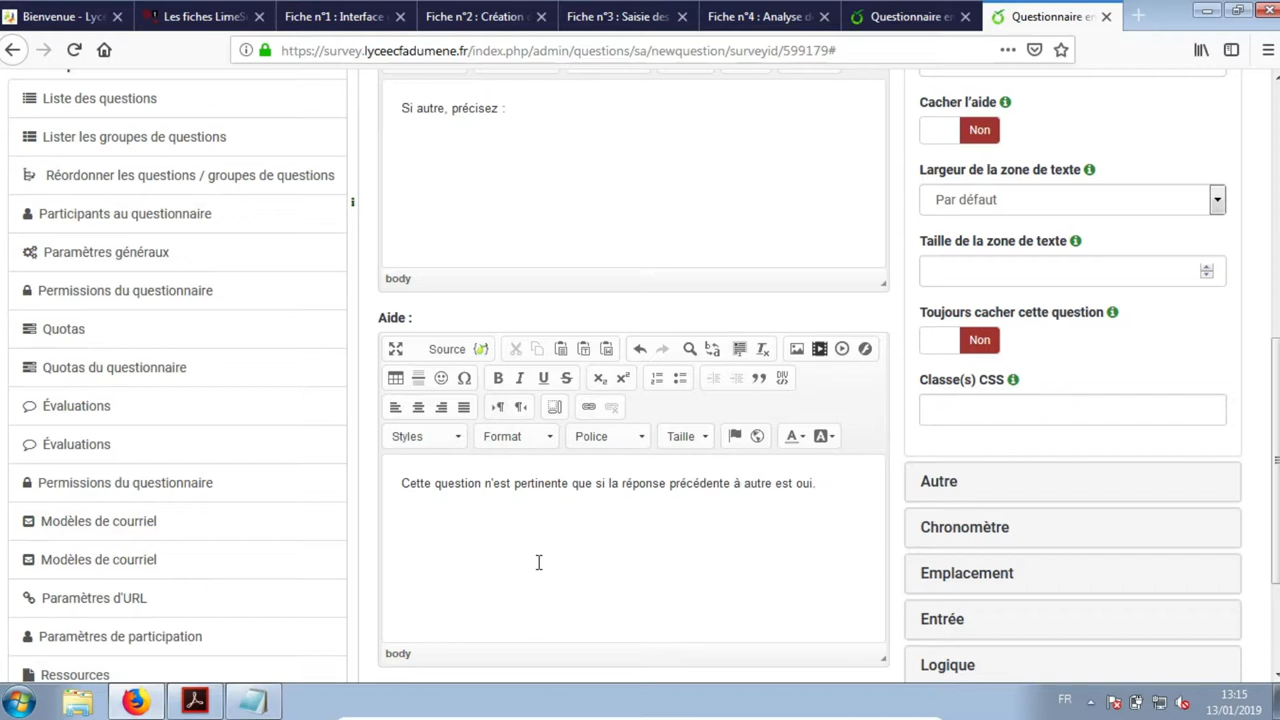 Bienvenue - Lyc
Les fiches LimeS
Fiche n°1 : Interface
Fiche n°2 : Création
Fiche n°3 : Saisie des
Fiche n°4 : Analyse d
Questionnaire en
Questionnaire en
https://survey.lyceecfadumene.fr/index.php/admin/questions/sa/newquestion/surveyid/599179#
Liste des questions
Lister les groupes de questions
Réordonner les questions / groupes de questions
Participants au questionnaire
Paramètres généraux
Permissions du questionnaire
Quotas
Quotas du questionnaire
Évaluations
Évaluations
Permissions du questionnaire
Modèles de courriel
Modèles de courriel
Paramètres d'URL
Paramètres de participation
Ressources
Si autre, précisez :
body
Aide :
Source
Styles
Format
Police
Taille
Cette question n'est pertinente que si la réponse précédente à autre est oui.
body
Cacher l'aide
Non
Largeur de la zone de texte
Par défaut
Taille de la zone de texte
Toujours cacher cette question
Non
Classe(s) CSS
Autre
Chronomètre
Emplacement
Entrée
Logique
FR
13:15
13/01/2019